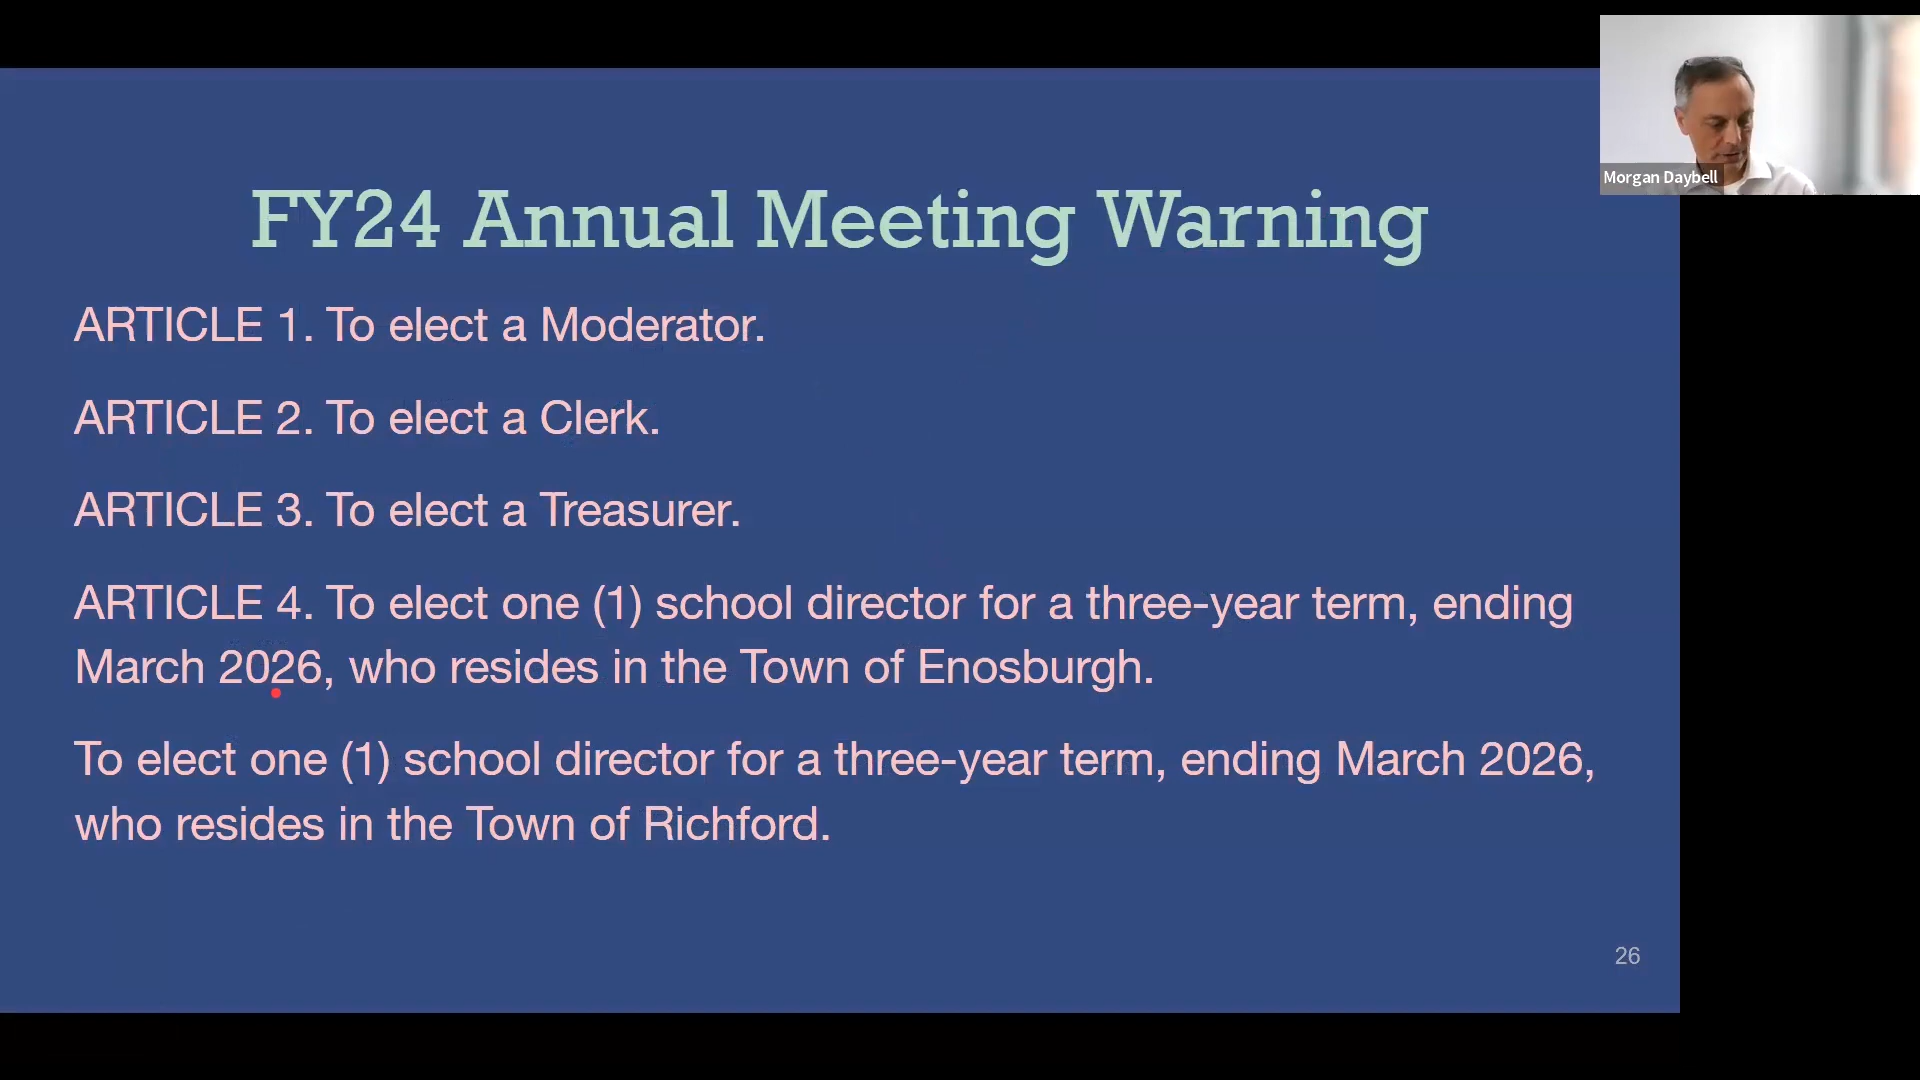 Morgan Daybell
FY24 Annual Meeting Warning
ARTICLE 1. To elect a Moderator.
ARTICLE 2. To elect a Clerk.
ARTICLE 3. To elect a Treasurer.
ARTICLE 4. To elect one (1) school director for a three-year term, ending
March 2026, who resides in the Town of Enosburgh.
To elect one (1) school director for a three-year term, ending March 2026,
who resides in the Town of Richford.
26